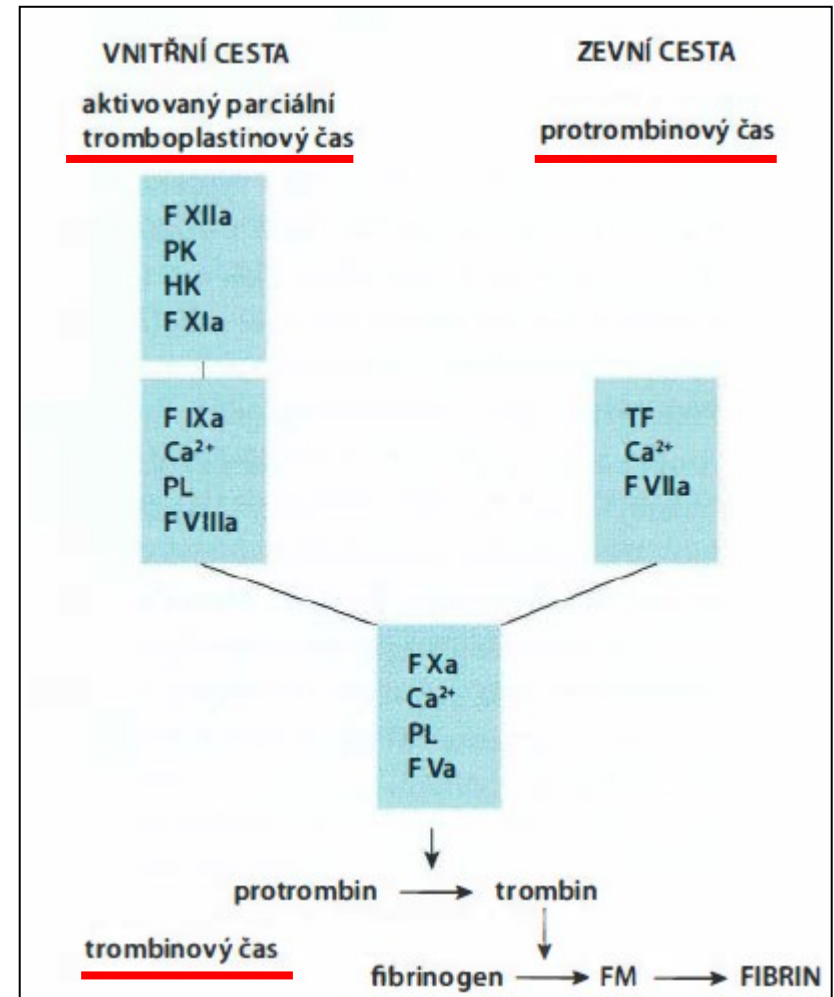 VNITŘNÍ CESTA
aktivovaný parciální
tromboplastinový čas
ZEVNÍ CESTA
protrombinový čas
F XIIa
PK
HK
F XIa
F IXa
Ca²⁺
PL
F VIIIa
TF
Ca²⁺
F VIIa
F Xa
Ca²⁺
PL
F Va
protrombin → trombin
trombinový čas
fibrinogen → FM → FIBRIN